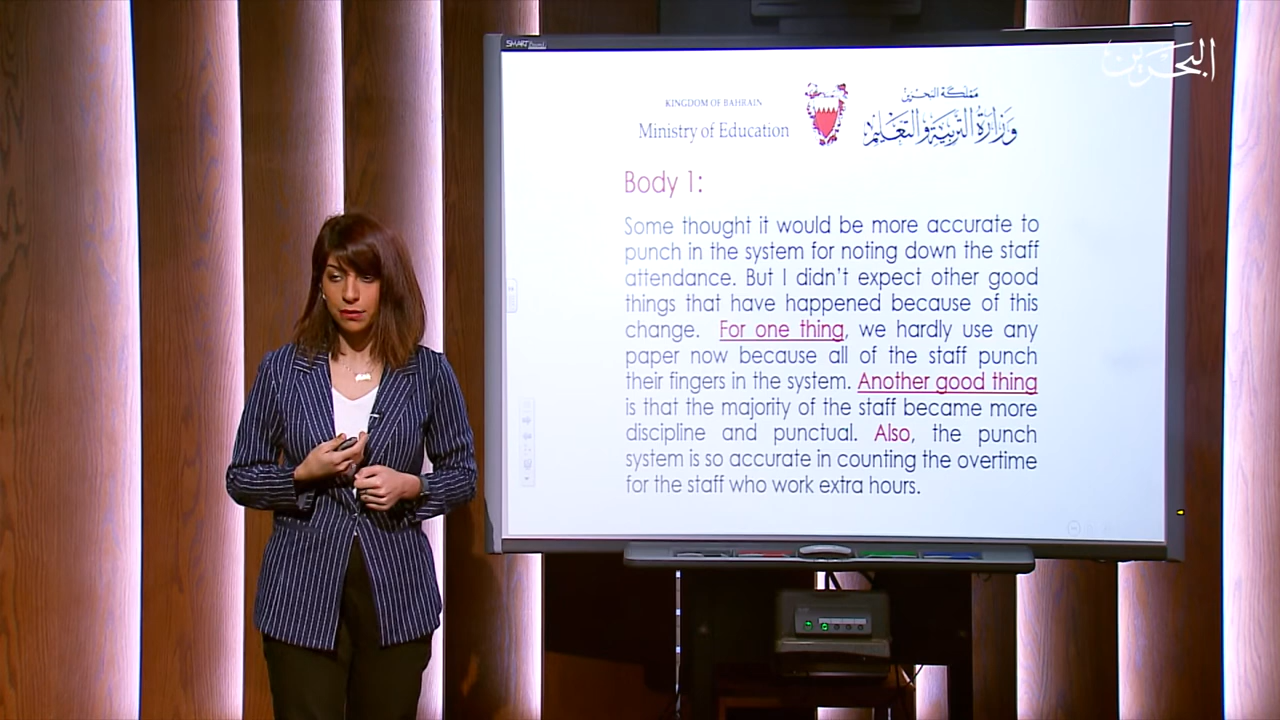 SMART Board
البحرين
KINGDOM OF BAHRAIN
Ministry of Education
مملكة البحرين
وزارة التربية والتعليم
Body 1:
Some thought it would be more accurate to
punch in the system for noting down the staff
attendance. But I didn't expect other good
things that have happened because of this
change. For one thing, we hardly use any
paper now because all of the staff punch
their fingers in the system. Another good thing
is that the majority of the staff became more
discipline and punctual. Also, the punch
system is so accurate in counting the overtime
for the staff who work extra hours.